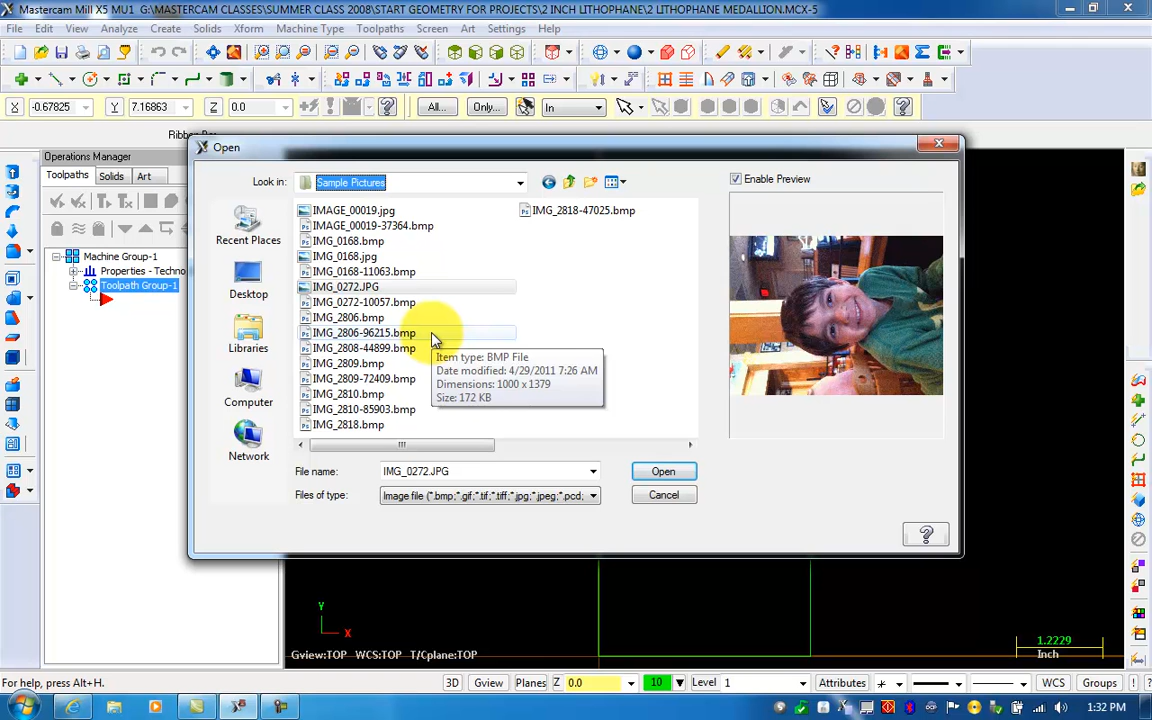 Mastercam Mill X5 MU1 G:\MASTERCAM CLASSES\SUMMER CLASS 2008\START GEOMETRY FOR PROJECTS\2 INCH LITHOPHANE\2 LITHOPHANE MEDALLION.MCX-5
File Edit View Analyze Create Solids Xform Machine Type Toolpaths Screen Art Settings Help
X -0.67825 Y 7.16863 Z 0.0 All... Only... In
Operations Manager
Toolpaths Solids Art
Machine Group-1
Properties - Techno
Toolpath Group-1
Open
Look in: Sample Pictures
Enable Preview
Recent Places
Desktop
Libraries
Computer
Network
IMAGE_00019.jpg
IMAGE_00019-37364.bmp
IMG_0168.bmp
IMG_0168.jpg
IMG_0168-11063.bmp
IMG_0272.JPG
IMG_0272-10057.bmp
IMG_2806.bmp
IMG_2806-96215.bmp
IMG_2808-44899.bmp
IMG_2809.bmp
IMG_2809-72409.bmp
IMG_2810.bmp
IMG_2810-85903.bmp
IMG_2818.bmp
IMG_2818-47025.bmp
Item type: BMP File
Date modified: 4/29/2011 7:26 AM
Dimensions: 1000 x 1379
Size: 172 KB
File name: IMG_0272.JPG Open
Files of type: Image file (*.bmp;*.gif;*.tif;*.tiff;*.jpg;*.jpeg;*.pcd; Cancel
Y
X
Gview:TOP WCS:TOP T/Cplane:TOP
1.2229
Inch
For help, press Alt+H. 3D Gview Planes Z 0.0 10 Level 1 Attributes WCS Groups
1:32 PM